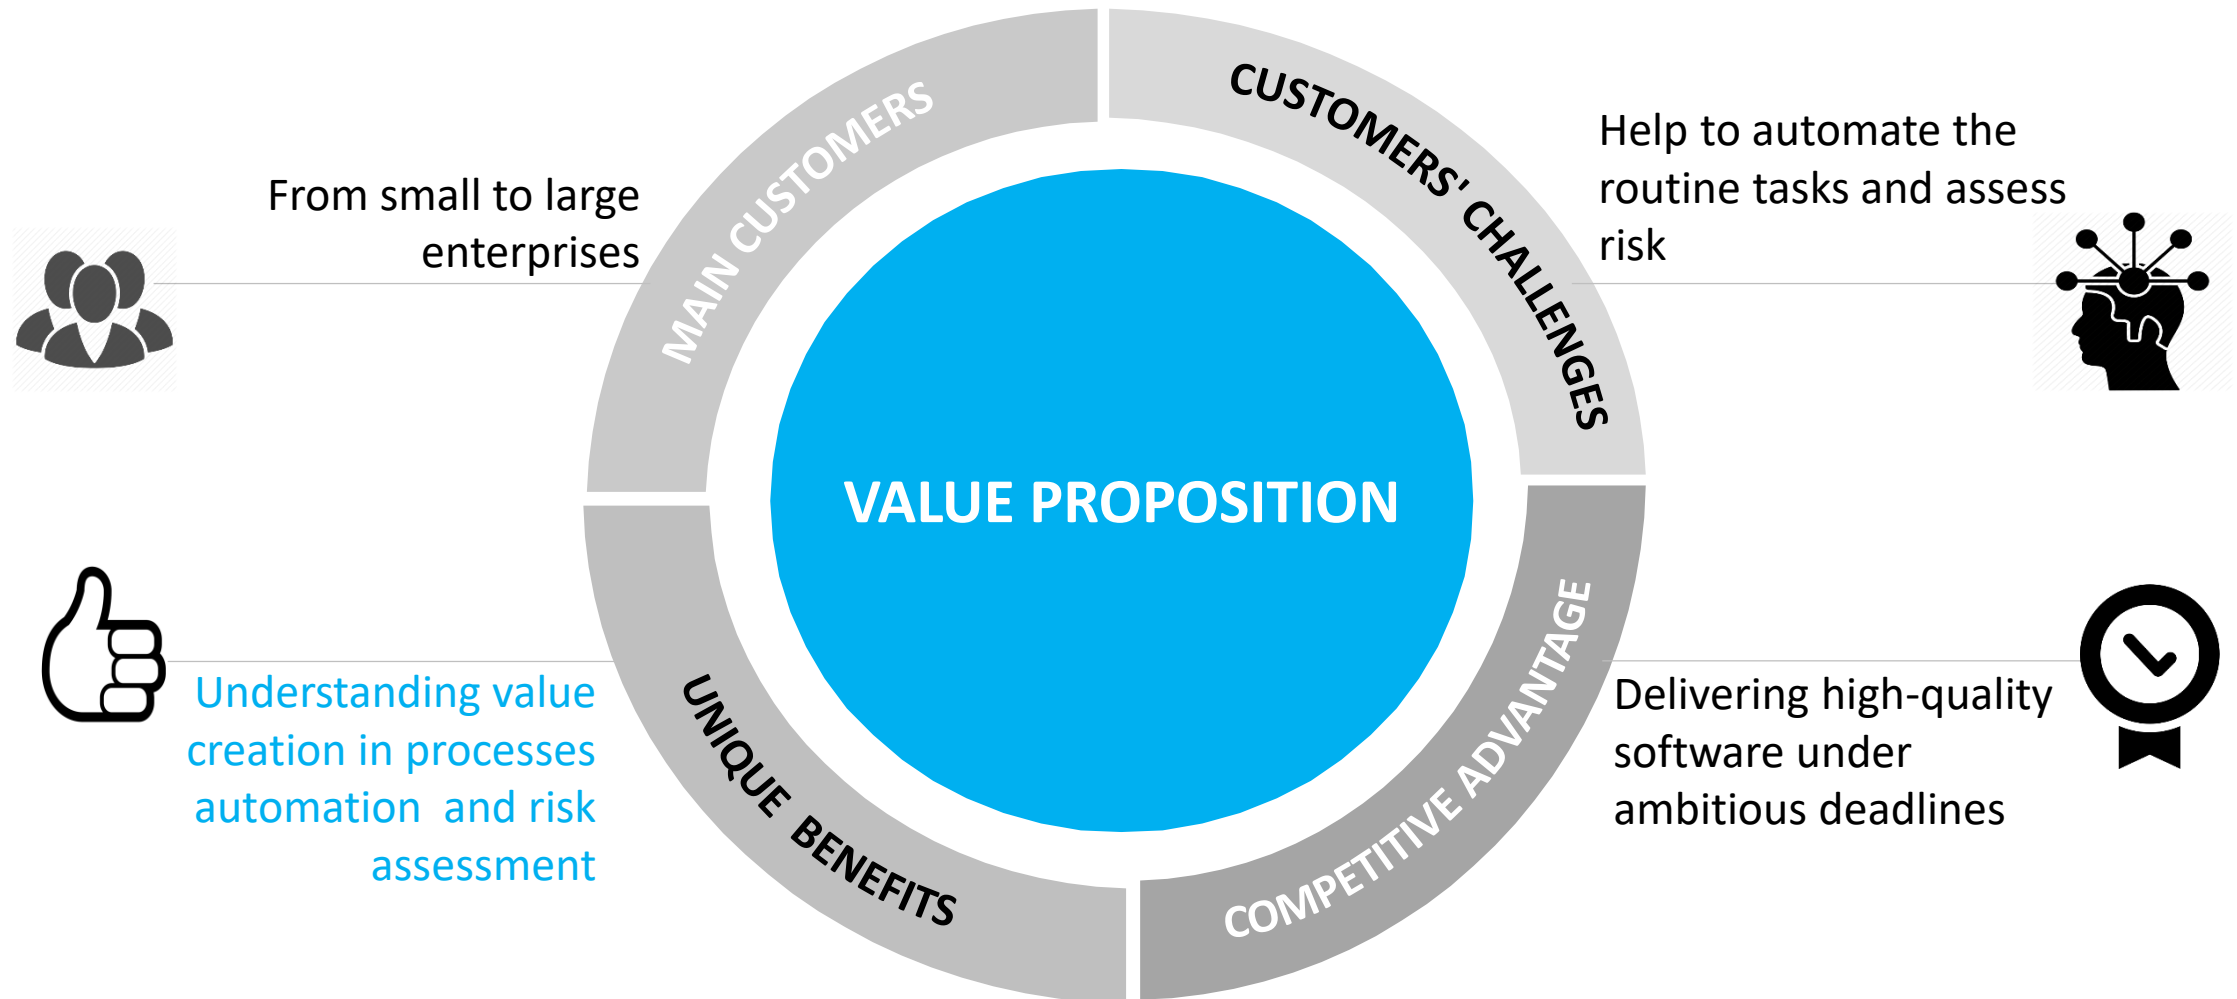 MAIN CUSTOMERS
From small to large
enterprises
CUSTOMERS' CHALLENGES
Help to automate the
routine tasks and assess
risk
VALUE PROPOSITION
UNIQUE BENEFITS
Understanding value
creation in processes
automation and risk
assessment
COMPETITIVE ADVANTAGE
Delivering high-quality
software under
ambitious deadlines